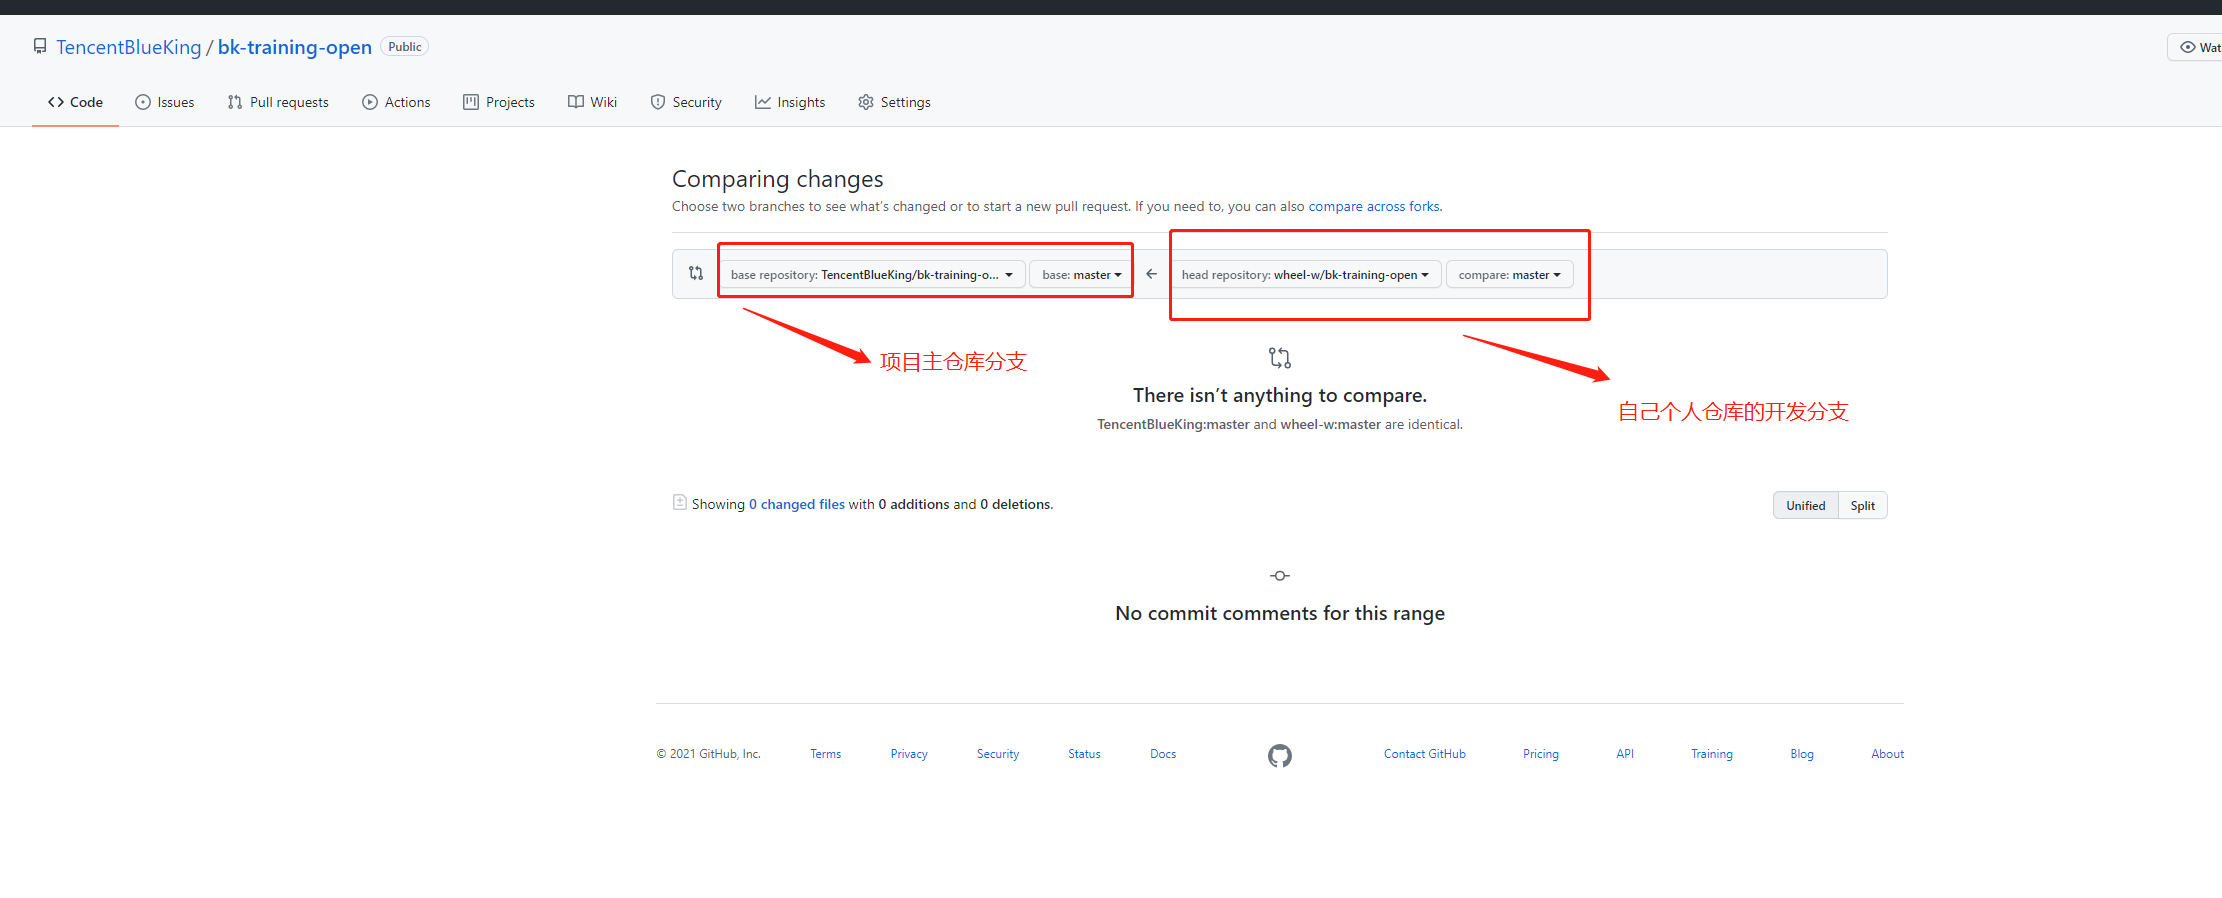 TencentBlueKing / bk-training-open Public
Wat
Code Issues Pull requests Actions Projects Wiki Security Insights Settings
Comparing changes
Choose two branches to see what's changed or to start a new pull request. If you need to, you can also compare across forks.
base repository: TencentBlueKing/bk-training-o... base: master head repository: wheel-w/bk-training-open compare: master
项目主仓库分支
自己个人仓库的开发分支
There isn't anything to compare.
TencentBlueKing:master and wheel-w:master are identical.
Showing 0 changed files with 0 additions and 0 deletions.
Unified Split
No commit comments for this range
© 2021 GitHub, Inc. Terms Privacy Security Status Docs Contact GitHub Pricing API Training Blog About